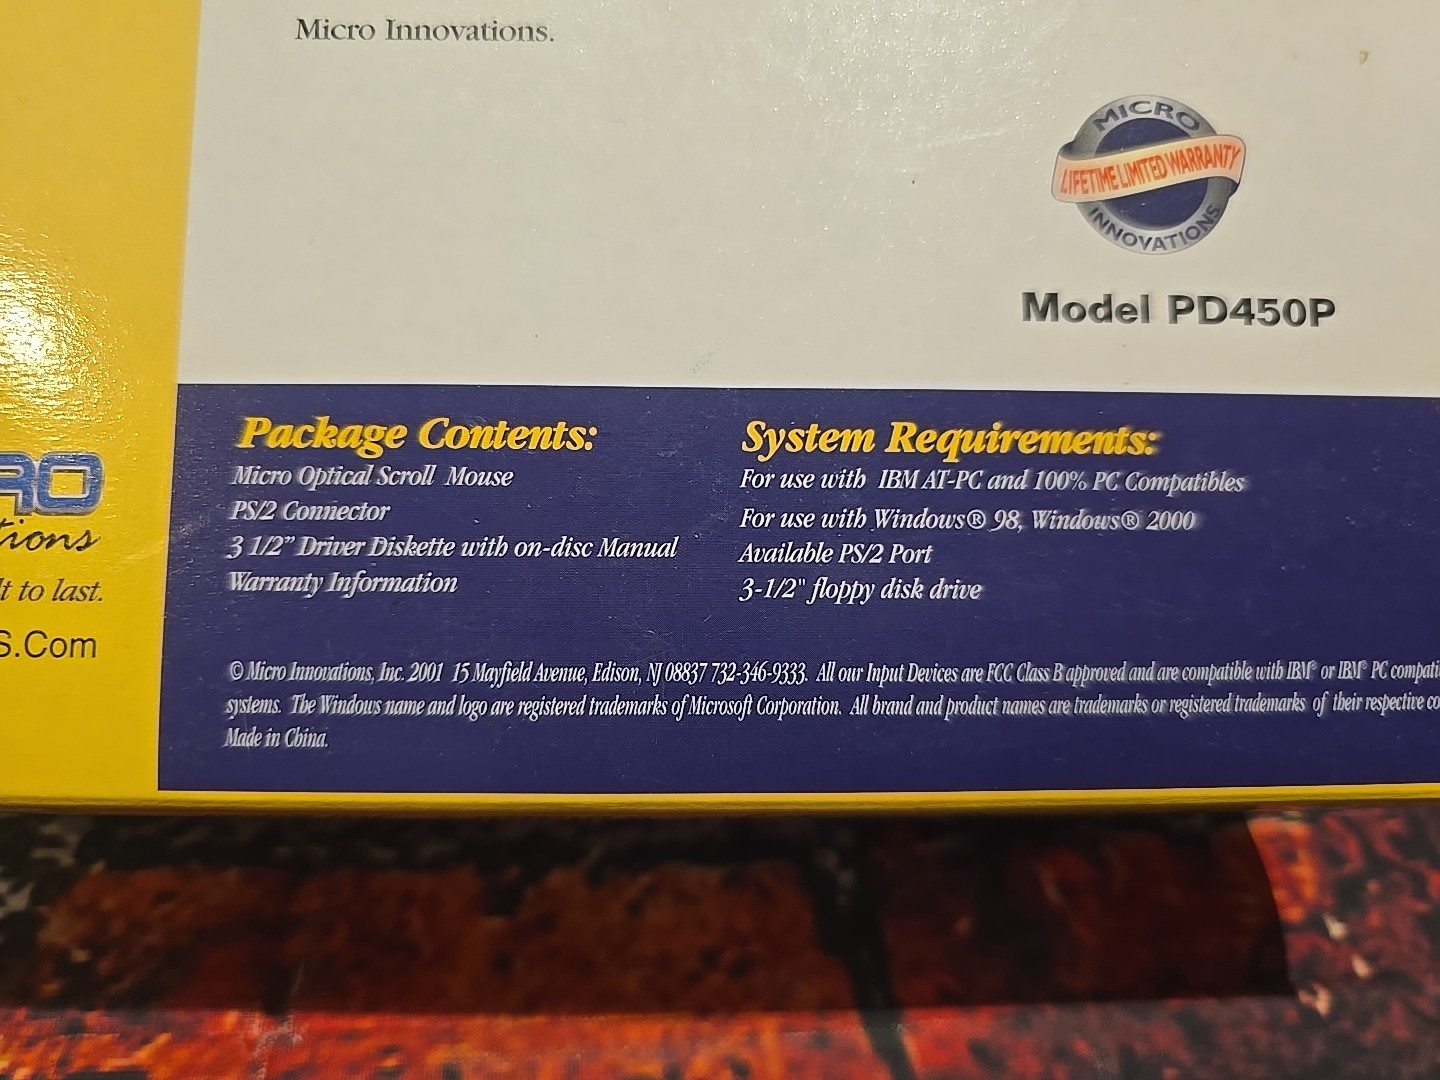 Micro Innovations.
MICRO
LIFETIME LIMITED WARRANTY
INNOVATIONS
Model PD450P
Package Contents:
Micro Optical Scroll Mouse
PS/2 Connector
3 1/2" Driver Diskette with on-disc Manual
Warranty Information
System Requirements:
For use with IBM AT-PC and 100% PC Compatibles
For use with Windows® 98, Windows® 2000
Available PS/2 Port
3-1/2" floppy disk drive
© Micro Innovations, Inc. 2001 15 Mayfield Avenue, Edison, NJ 08837 732-346-9333. All our Input Devices are FCC Class B approved and are compatible with IBM® or IBM® PC compati
systems. The Windows name and logo are registered trademarks of Microsoft Corporation. All brand and product names are trademarks or registered trademarks of their respective co
Made in China.
RO
tions
lt to last.
S.Com